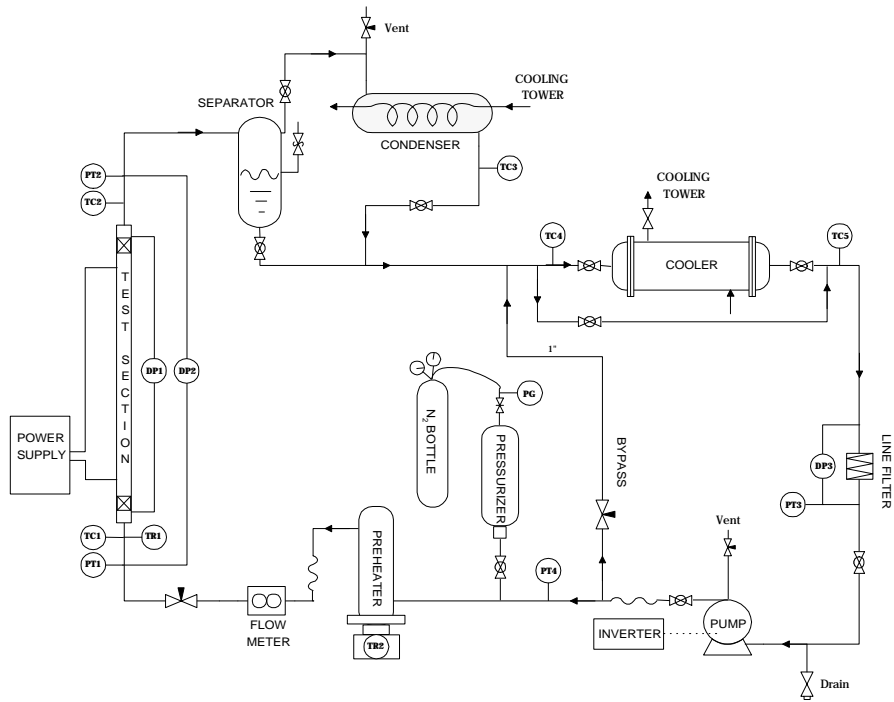 Vent
COOLING
TOWER
SEPARATOR
CONDENSER
PT2
TC3
COOLING
TOWER
TC2
TC4
TC5
COOLER
TEST SECTION
1"
DP1
DP2
PG
N2 BOTTLE
PRESSURIZER
BYPASS
POWER
SUPPLY
DP3
LINE FILTER
PT3
TC1
TR1
PREHEATER
Vent
PT1
PT4
FLOW
METER
INVERTER
PUMP
TR2
Drain